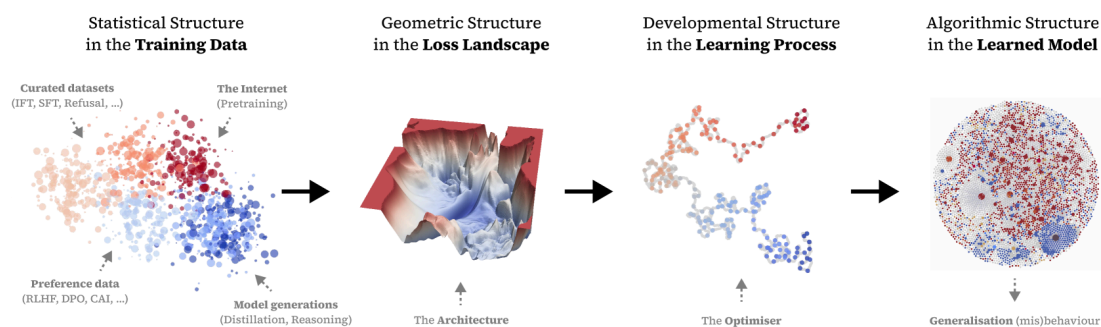 Statistical Structure
in the Training Data
Geometric Structure
in the Loss Landscape
Developmental Structure
in the Learning Process
Algorithmic Structure
in the Learned Model
Curated datasets
(IFT, SFT, Refusal, ...)
The Internet
(Pretraining)
Preference data
(RLHF, DPO, CAI, ...)
Model generations
(Distillation, Reasoning)
The Architecture
The Optimiser
Generalisation (mis)behaviour